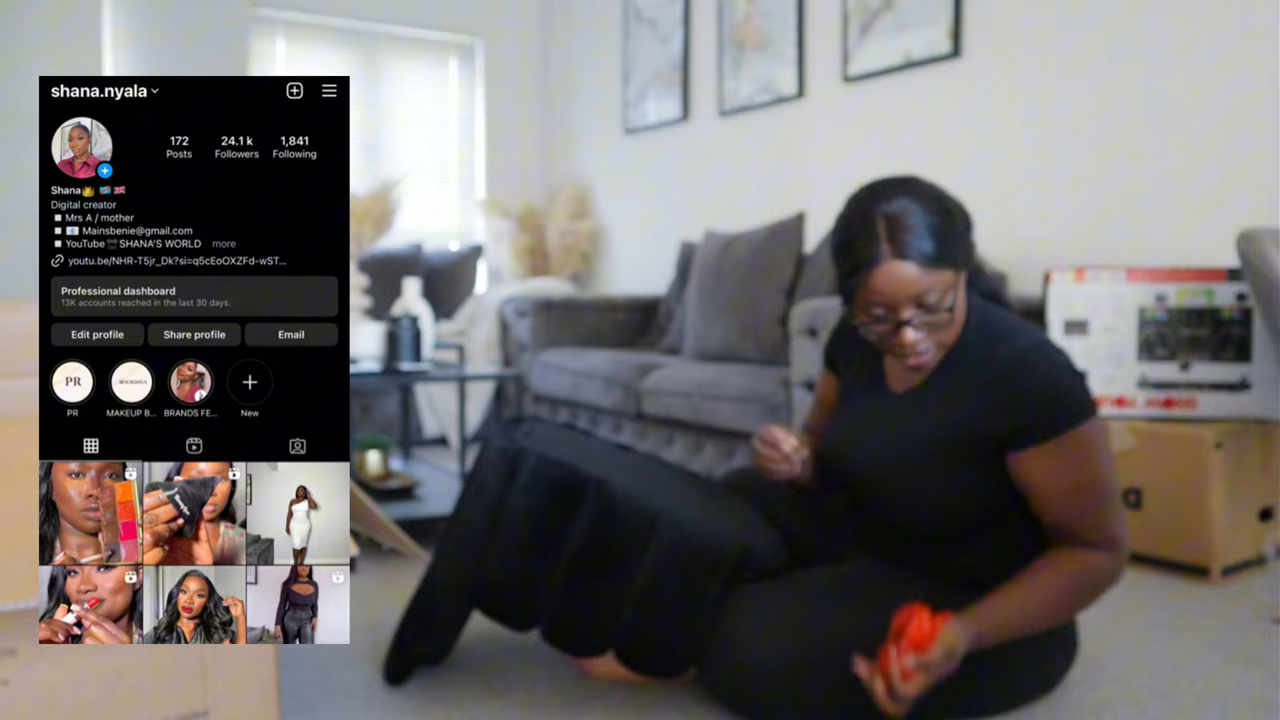 shana.nyala
172
24.1 k
1,841
Posts
Followers
Following
Shana
Digital creator
Mrs A / mother
Mainsbenie@gmail.com
YouTube SHANA'S WORLD more
youtu.be/NHR-T5jr_Dk?si=q5cEoOXZFd-wST...
Professional dashboard
13K accounts reached in the last 30 days.
Edit profile
Share profile
Email
PR
PR
MAKEUP B...
BRANDS FE...
New